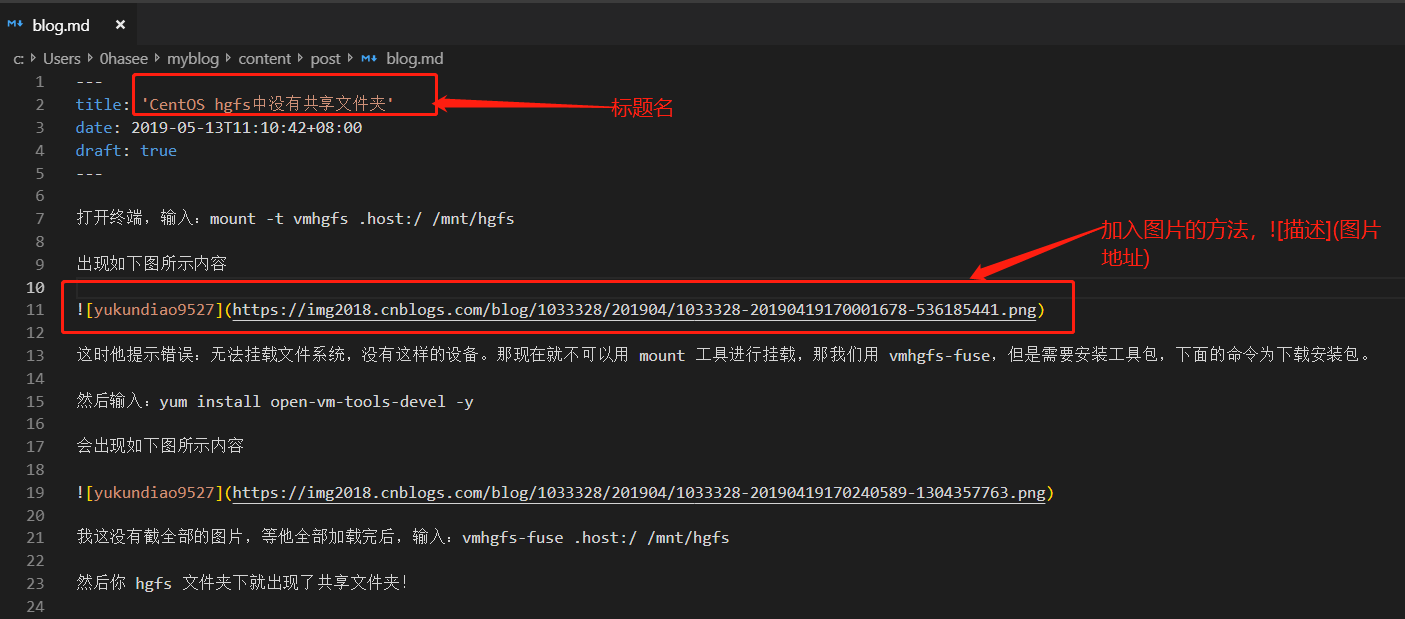 blog.md ×
c: > Users > 0hasee > myblog > content > post > blog.md
1 ---
2 title: 'CentOS hgfs中没有共享文件夹'
标题名
3 date: 2019-05-13T11:10:42+08:00
4 draft: true
5 ---
6
7 打开终端，输入：mount -t vmhgfs .host:/ /mnt/hgfs
加入图片的方法，![描述](图片
地址)
8
9 出现如下图所示内容
10
11 ![yukundiao9527](https://img2018.cnblogs.com/blog/1033328/201904/1033328-20190419170001678-536185441.png)
12
13 这时他提示错误：无法挂载文件系统，没有这样的设备。那现在就不可以用 mount 工具进行挂载，那我们用 vmhgfs-fuse，但是需要安装工具包，下面的命令为下载安装包。
14
15 然后输入：yum install open-vm-tools-devel -y
16
17 会出现如下图所示内容
18
19 ![yukundiao9527](https://img2018.cnblogs.com/blog/1033328/201904/1033328-20190419170240589-1304357763.png)
20
21 我这没有截全部的图片，等他全部加载完后，输入：vmhgfs-fuse .host:/ /mnt/hgfs
22
23 然后你 hgfs 文件夹下就出现了共享文件夹！
24